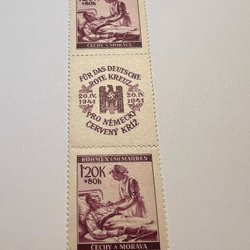 +80h
ČECHY A MORAVA
FÜR DAS DEUTSCHE
ROTE KREUZ
20.IV. 20.IV.
1941 1941
PRO NĚMECKÝ
ČERVENÝ KŘÍŽ
BÖHMEN UND MÄHREN
1.20K
+80h
ČECHY A MORAVA